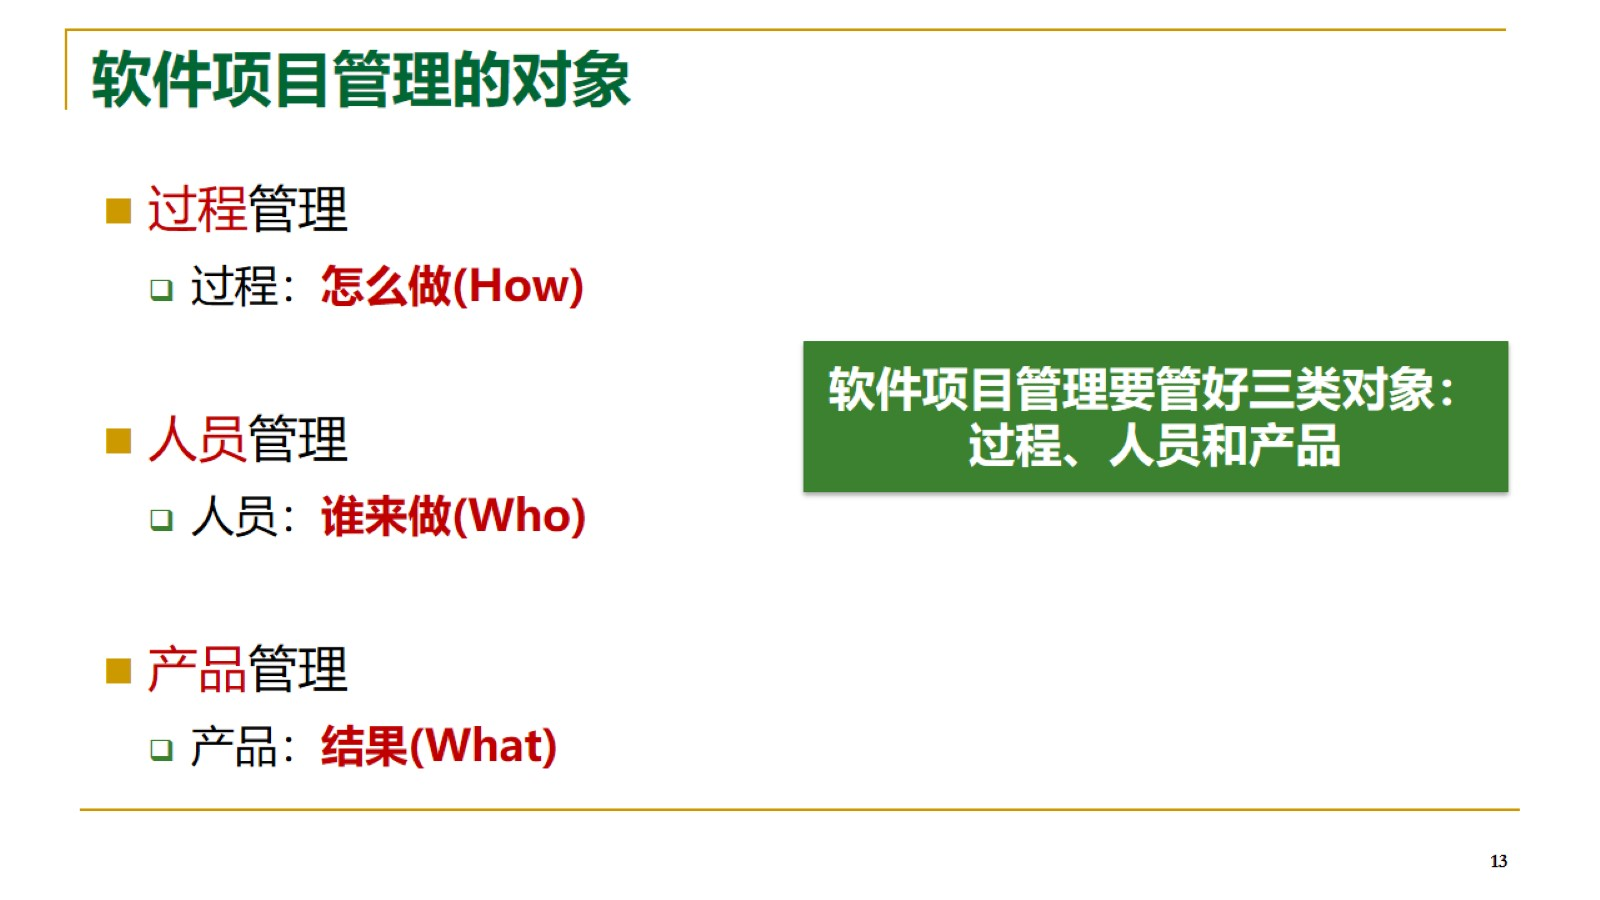 软件项目管理的对象
过程管理
过程：怎么做(How)
人员管理
人员：谁来做(Who)
产品管理
产品：结果(What)
软件项目管理要管好三类对象：
过程、人员和产品
13